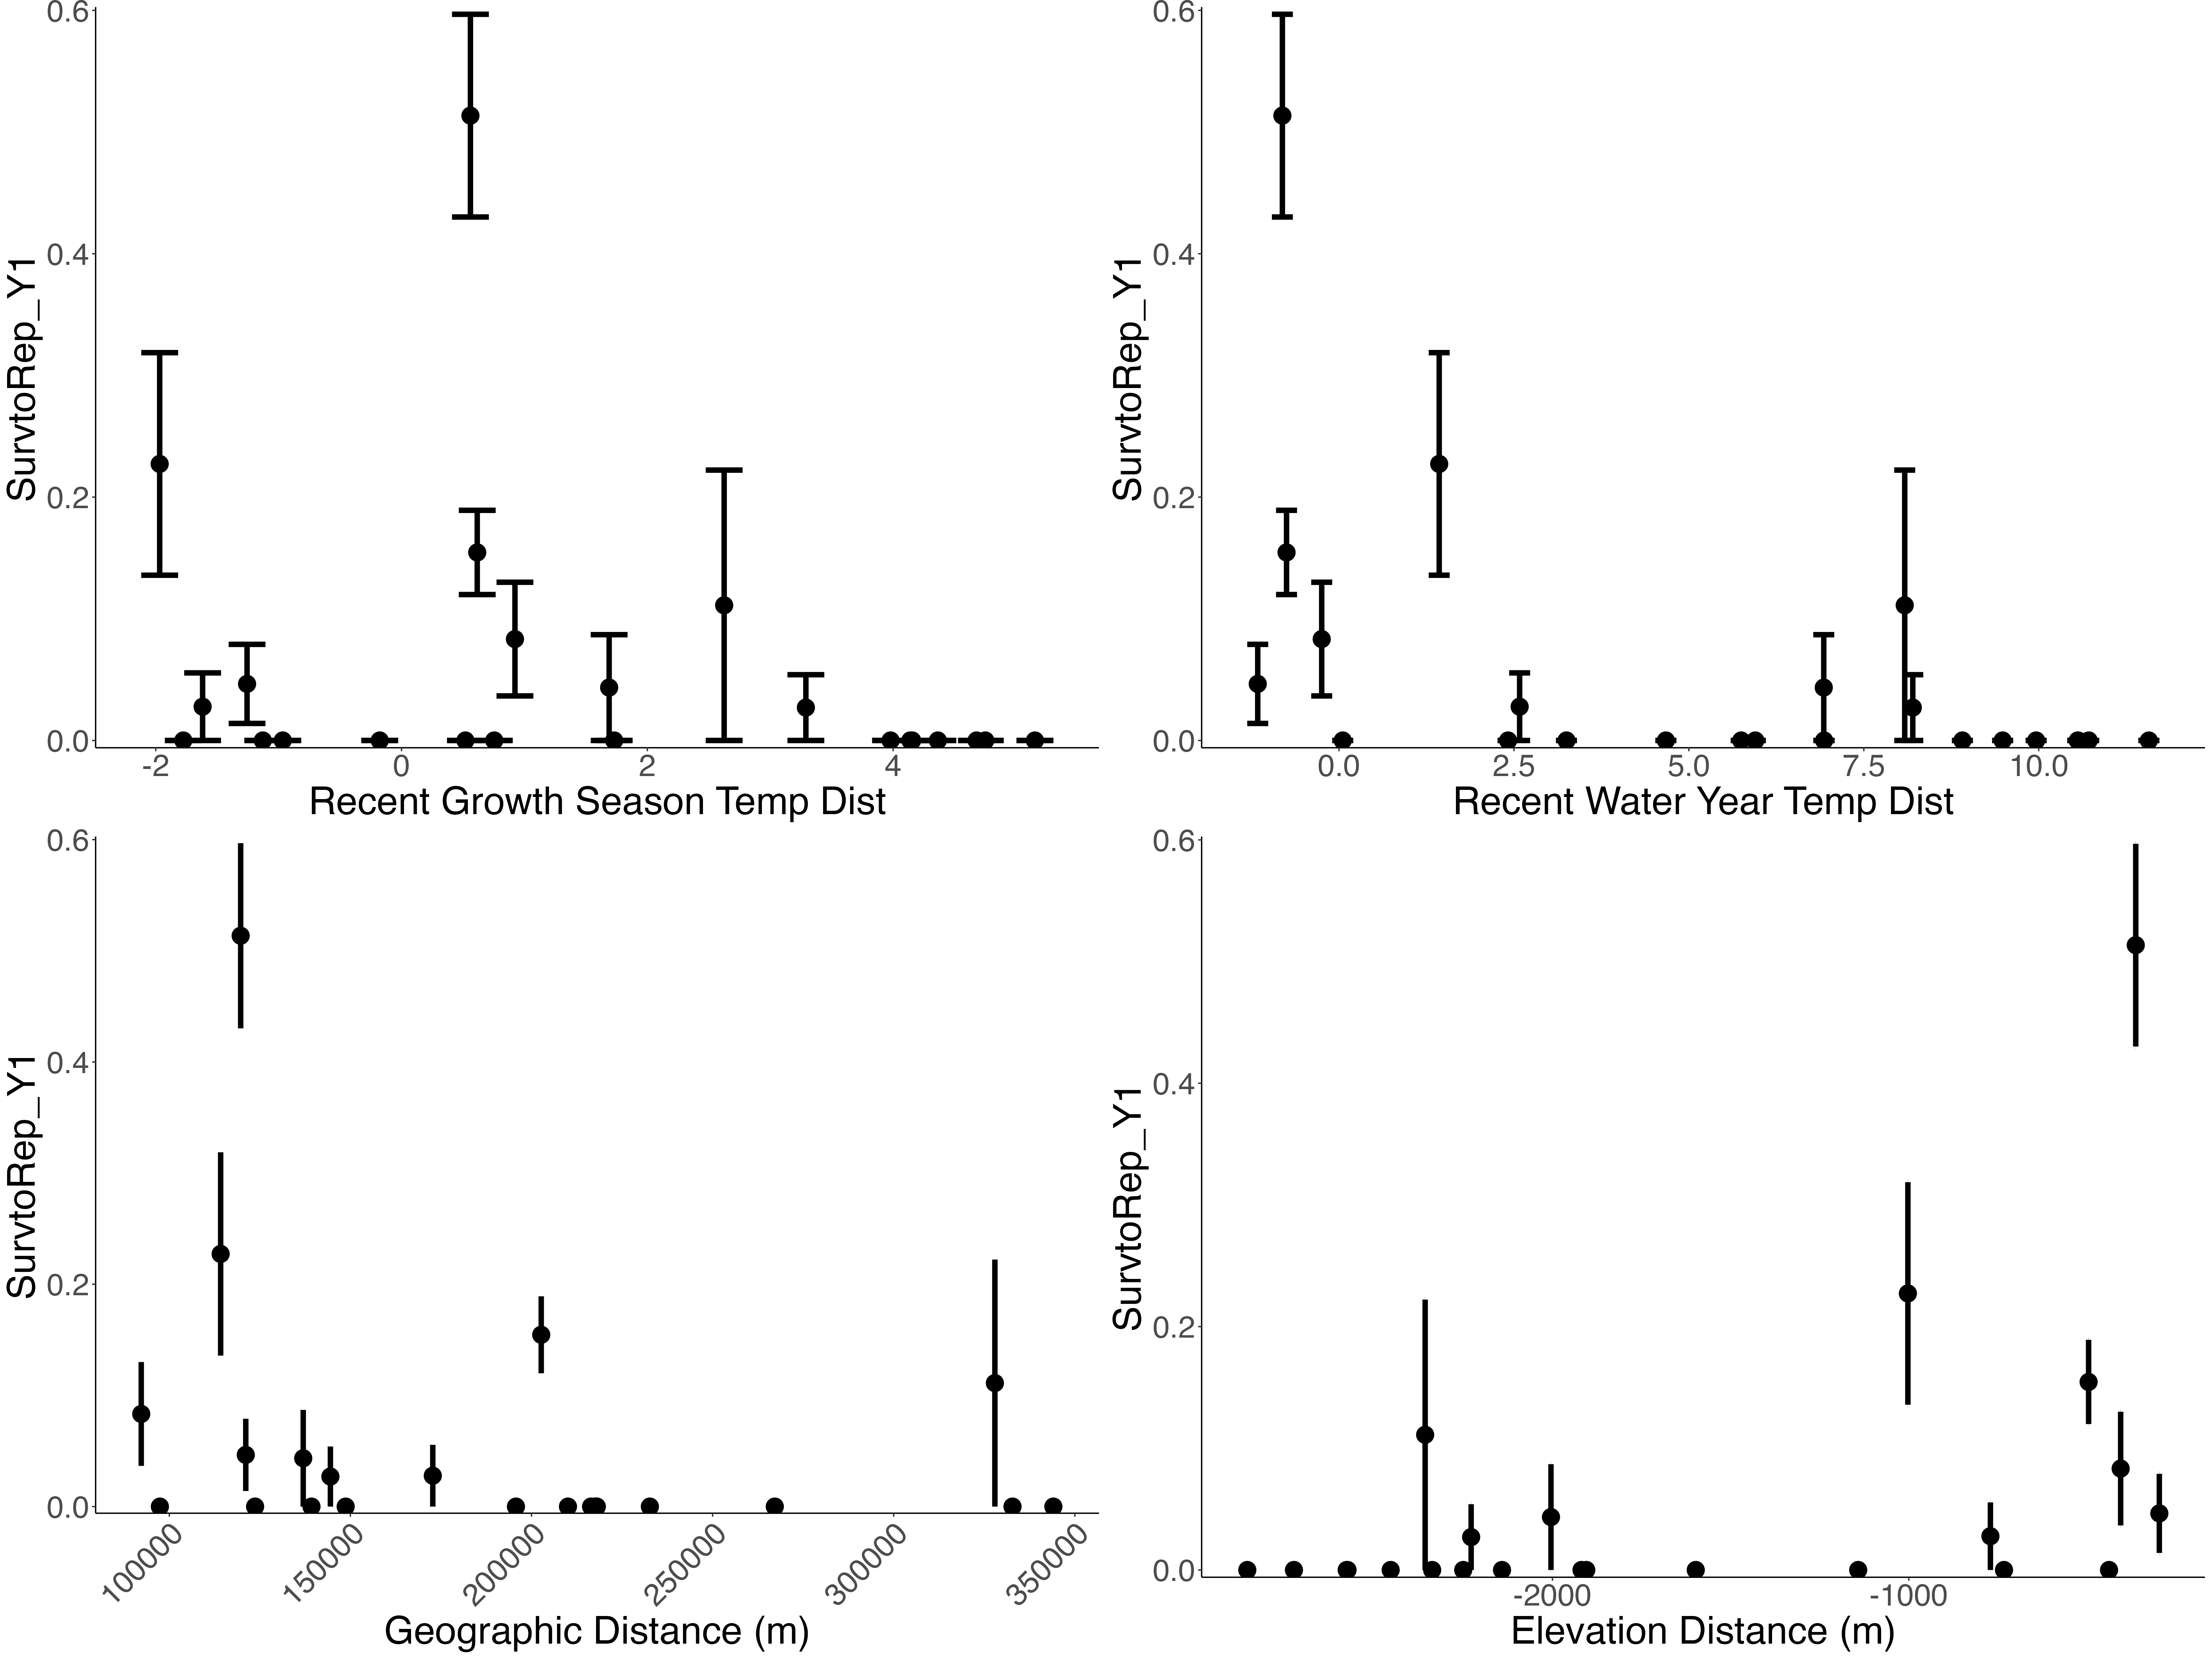 0.6
0.4
0.2
0.0
SurvtoRep_Y1
-2 0 2 4
Recent Growth Season Temp Dist
0.6
0.4
0.2
0.0
SurvtoRep_Y1
0.0 2.5 5.0 7.5 10.0
Recent Water Year Temp Dist
0.6
0.4
0.2
0.0
SurvtoRep_Y1
100000 150000 200000 250000 300000 350000
Geographic Distance (m)
0.6
0.4
0.2
0.0
SurvtoRep_Y1
-2000 -1000
Elevation Distance (m)